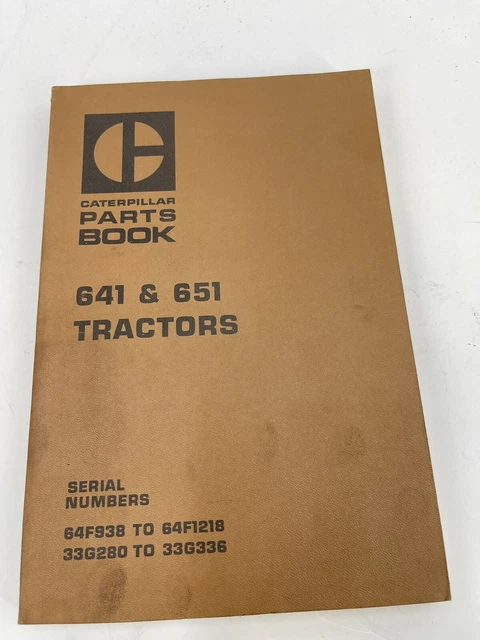 CATERPILLAR
PARTS
BOOK
641 & 651
TRACTORS
SERIAL
NUMBERS
64F938 TO 64F1218
33G280 TO 33G336